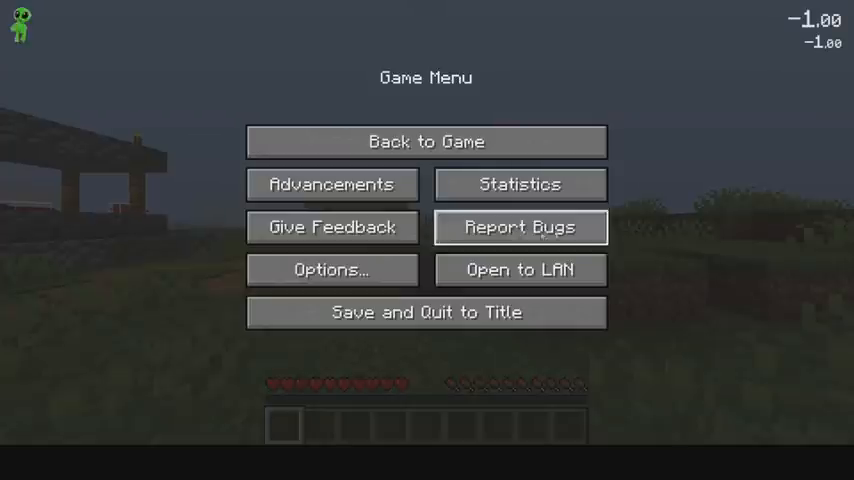 -1.00
-1.00
Game Menu
Back to Game
Advancements
Statistics
Give Feedback
Report Bugs
Options...
Open to LAN
Save and Quit to Title